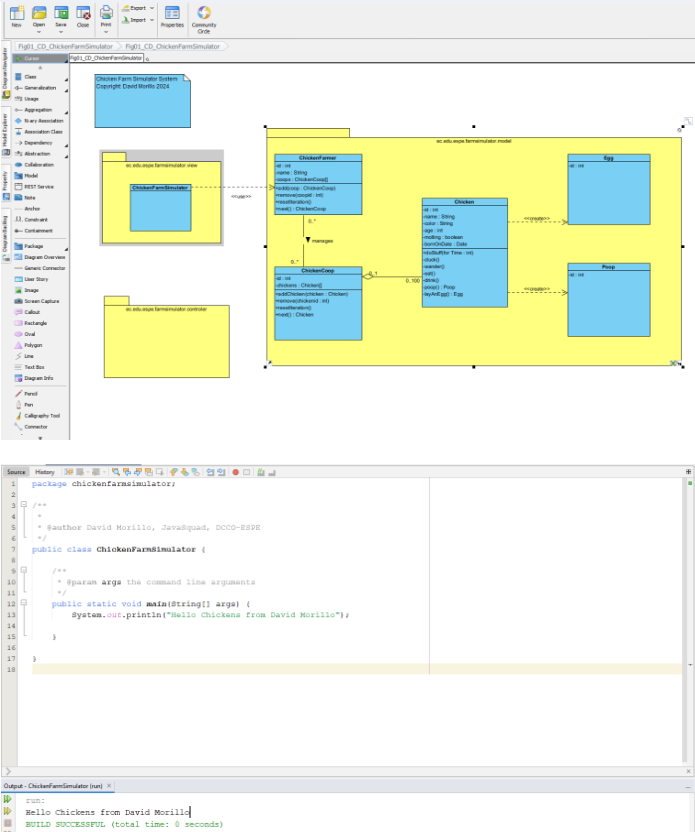 New Open Save Close Print Export Import Properties Community Circle
Fig01_CD_ChickenFarmSimulator Fig01_CD_ChickenFarmSimulator
Diagram Navigator
Model Explorer
Property
Diagram Backlog
Cursor
Class
Generalization
Usage
Aggregation
N-ary Association
Association Class
Dependency
Abstraction
Collaboration
Model
REST Service
Note
Anchor
Constraint
Containment
Package
Diagram Overview
Generic Connector
User Story
Image
Screen Capture
Callout
Rectangle
Oval
Polygon
Line
Text Box
Diagram Info
Pencil
Pen
Calligraphy Tool
Connector
Fig01_CD_ChickenFarmSimulator
Chicken Farm Simulator System
Copyright: David Morillo 2024
ec.edu.espe.farmsimulator.view
ChickenFarmSimulator
<<use>>
ec.edu.espe.farmsimulator.controler
ec.edu.espe.farmsimulator.model
ChickenFarmer
-id : int
-name : String
-coops : ChickenCoop[]
+add(coop : ChickenCoop)
+remove(coopId : int)
+resetIteration()
+next() : ChickenCoop
0..*
manages
0..*
ChickenCoop
-id : int
-chickens : Chicken[]
+addChicken(chicken : Chicken)
+remove(chickenId : int)
+resetIteration()
+next() : Chicken
0..1
0..100
Chicken
-id : int
-name : String
-color : String
-age : int
-molting : boolean
-bornOnDate : Date
+doStuff(forTime : int)
-cluck()
-wander()
-eat()
-drink()
-poop() : Poop
-layAnEgg() : Egg
<<create>>
Egg
-id : int
<<create>>
Poop
-id : int
Source History
1 package chickenfarmsimulator;
2
3 /**
4 *
5 * @author David Morillo, JavaSquad, DCCO-ESPE
6 */
7 public class ChickenFarmSimulator {
8
9 /**
10 * @param args the command line arguments
11 */
12 public static void main(String[] args) {
13 System.out.println("Hello Chickens from David Morillo");
14
15 }
16
17 }
18
Output - ChickenFarmSimulator (run) ×
run:
Hello Chickens from David Morillo
BUILD SUCCESSFUL (total time: 0 seconds)